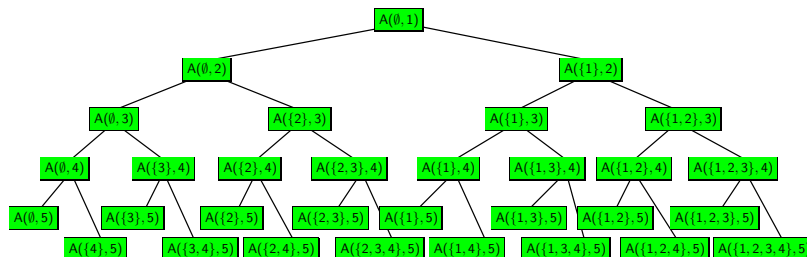 A(∅, 1)
A(∅, 2) A({1}, 2)
A(∅, 3) A({2}, 3) A({1}, 3) A({1, 2}, 3)
A(∅, 4) A({3}, 4) A({2}, 4) A({2, 3}, 4) A({1}, 4) A({1, 3}, 4) A({1, 2}, 4) A({1, 2, 3}, 4)
A(∅, 5) A({3}, 5) A({2}, 5) A({2, 3}, 5) A({1}, 5) A({1, 3}, 5) A({1, 2}, 5) A({1, 2, 3}, 5)
A({4}, 5) A({3, 4}, 5) A({2, 4}, 5) A({2, 3, 4}, 5) A({1, 4}, 5) A({1, 3, 4}, 5) A({1, 2, 4}, 5) A({1, 2, 3, 4}, 5